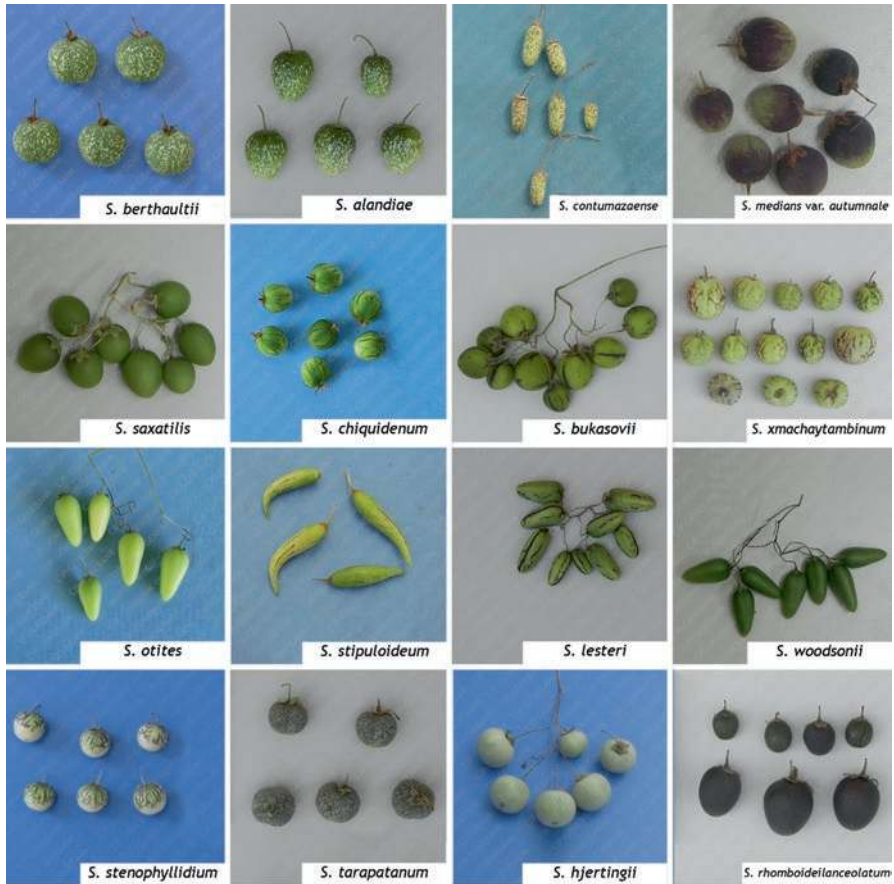 S. berthaultii
S. alandiae
S. contumazaense
S. medians var. autumnale
S. saxatilis
S. chiquidenum
S. bukasovii
S. xmachaytambinum
S. otites
S. stipuloideum
S. lesteri
S. woodsonii
S. stenophyllidium
S. tarapatanum
S. hjertingii
S. rhomboideilanceolatum